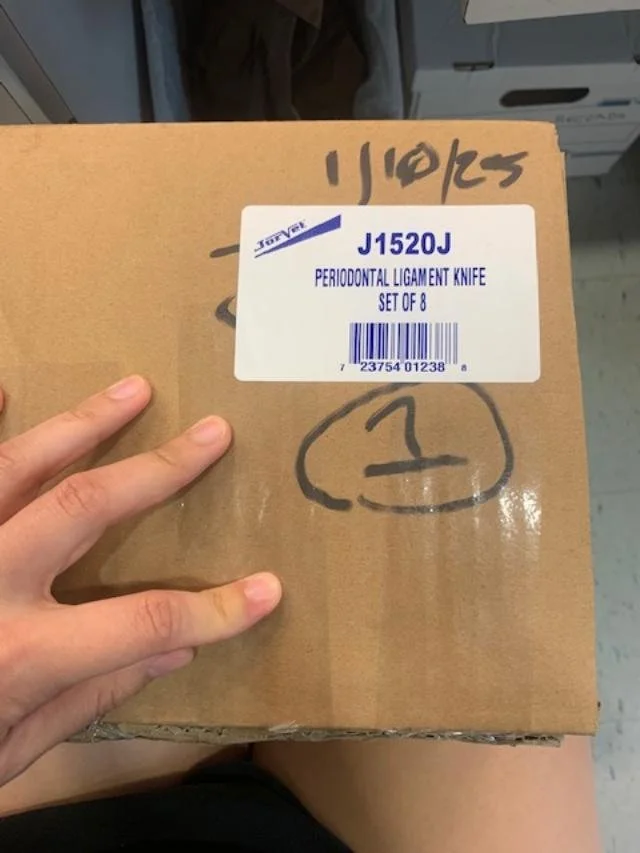 1/10/25
JorVet
J1520J
PERIODONTAL LIGAMENT KNIFE
SET OF 8
7 23754 01238 8
1